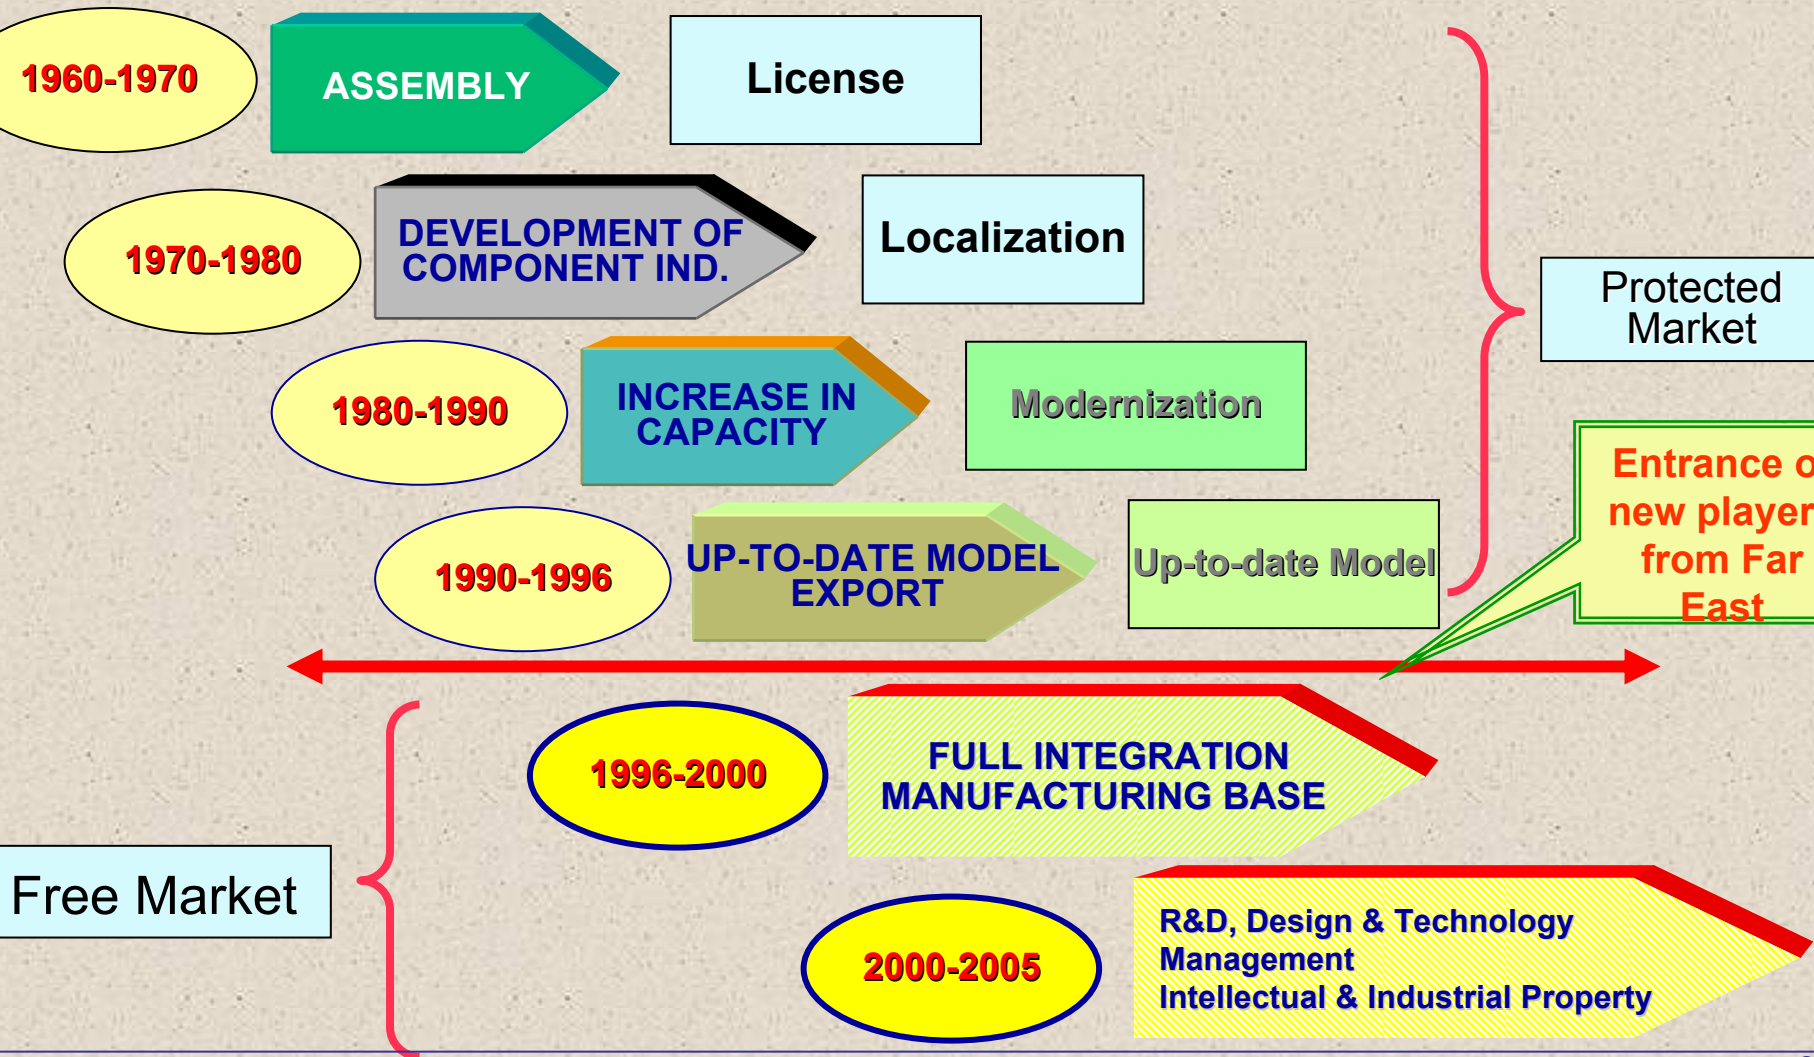 1960-1970
ASSEMBLY
License
1970-1980
DEVELOPMENT OF
COMPONENT IND.
Localization
Protected
Market
1980-1990
INCREASE IN
CAPACITY
Modernization
Entrance o
new player
from Far
East
1990-1996
UP-TO-DATE MODEL
EXPORT
Up-to-date Model
1996-2000
FULL INTEGRATION
MANUFACTURING BASE
Free Market
2000-2005
R&D, Design & Technology
Management
Intellectual & Industrial Property